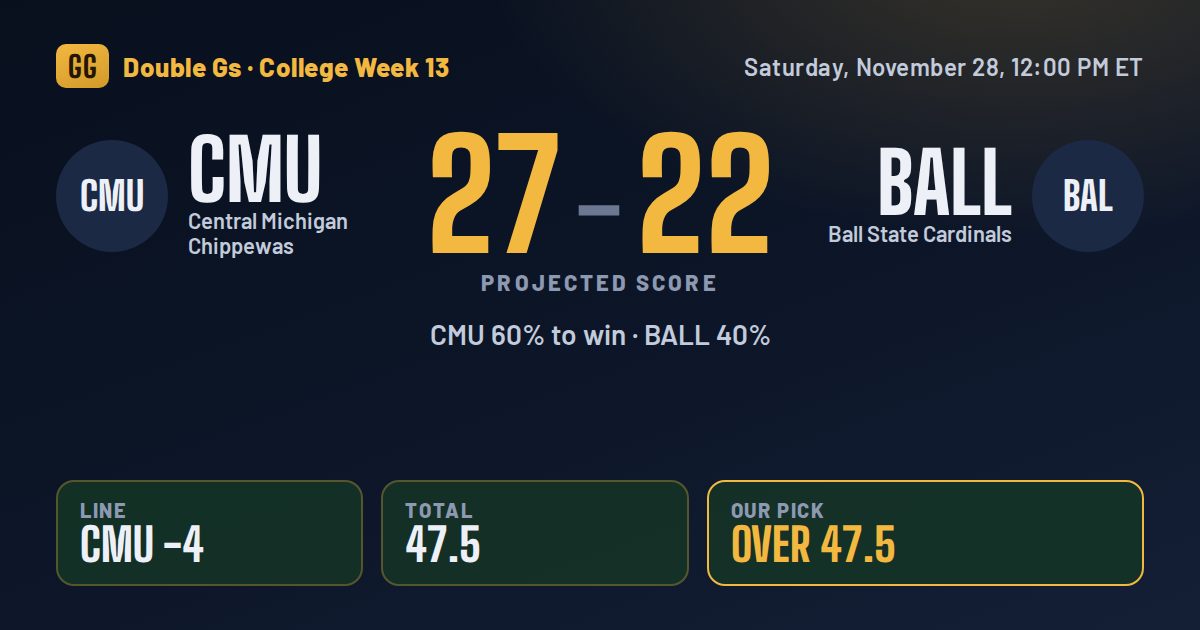 GG
Double Gs · College Week 13
Saturday, November 28, 12:00 PM ET
CMU
CMU
Central Michigan
Chippewas
27 – 22
PROJECTED SCORE
CMU 60% to win · BALL 40%
BALL
Ball State Cardinals
BAL
LINE
CMU −4
TOTAL
47.5
OUR PICK
OVER 47.5